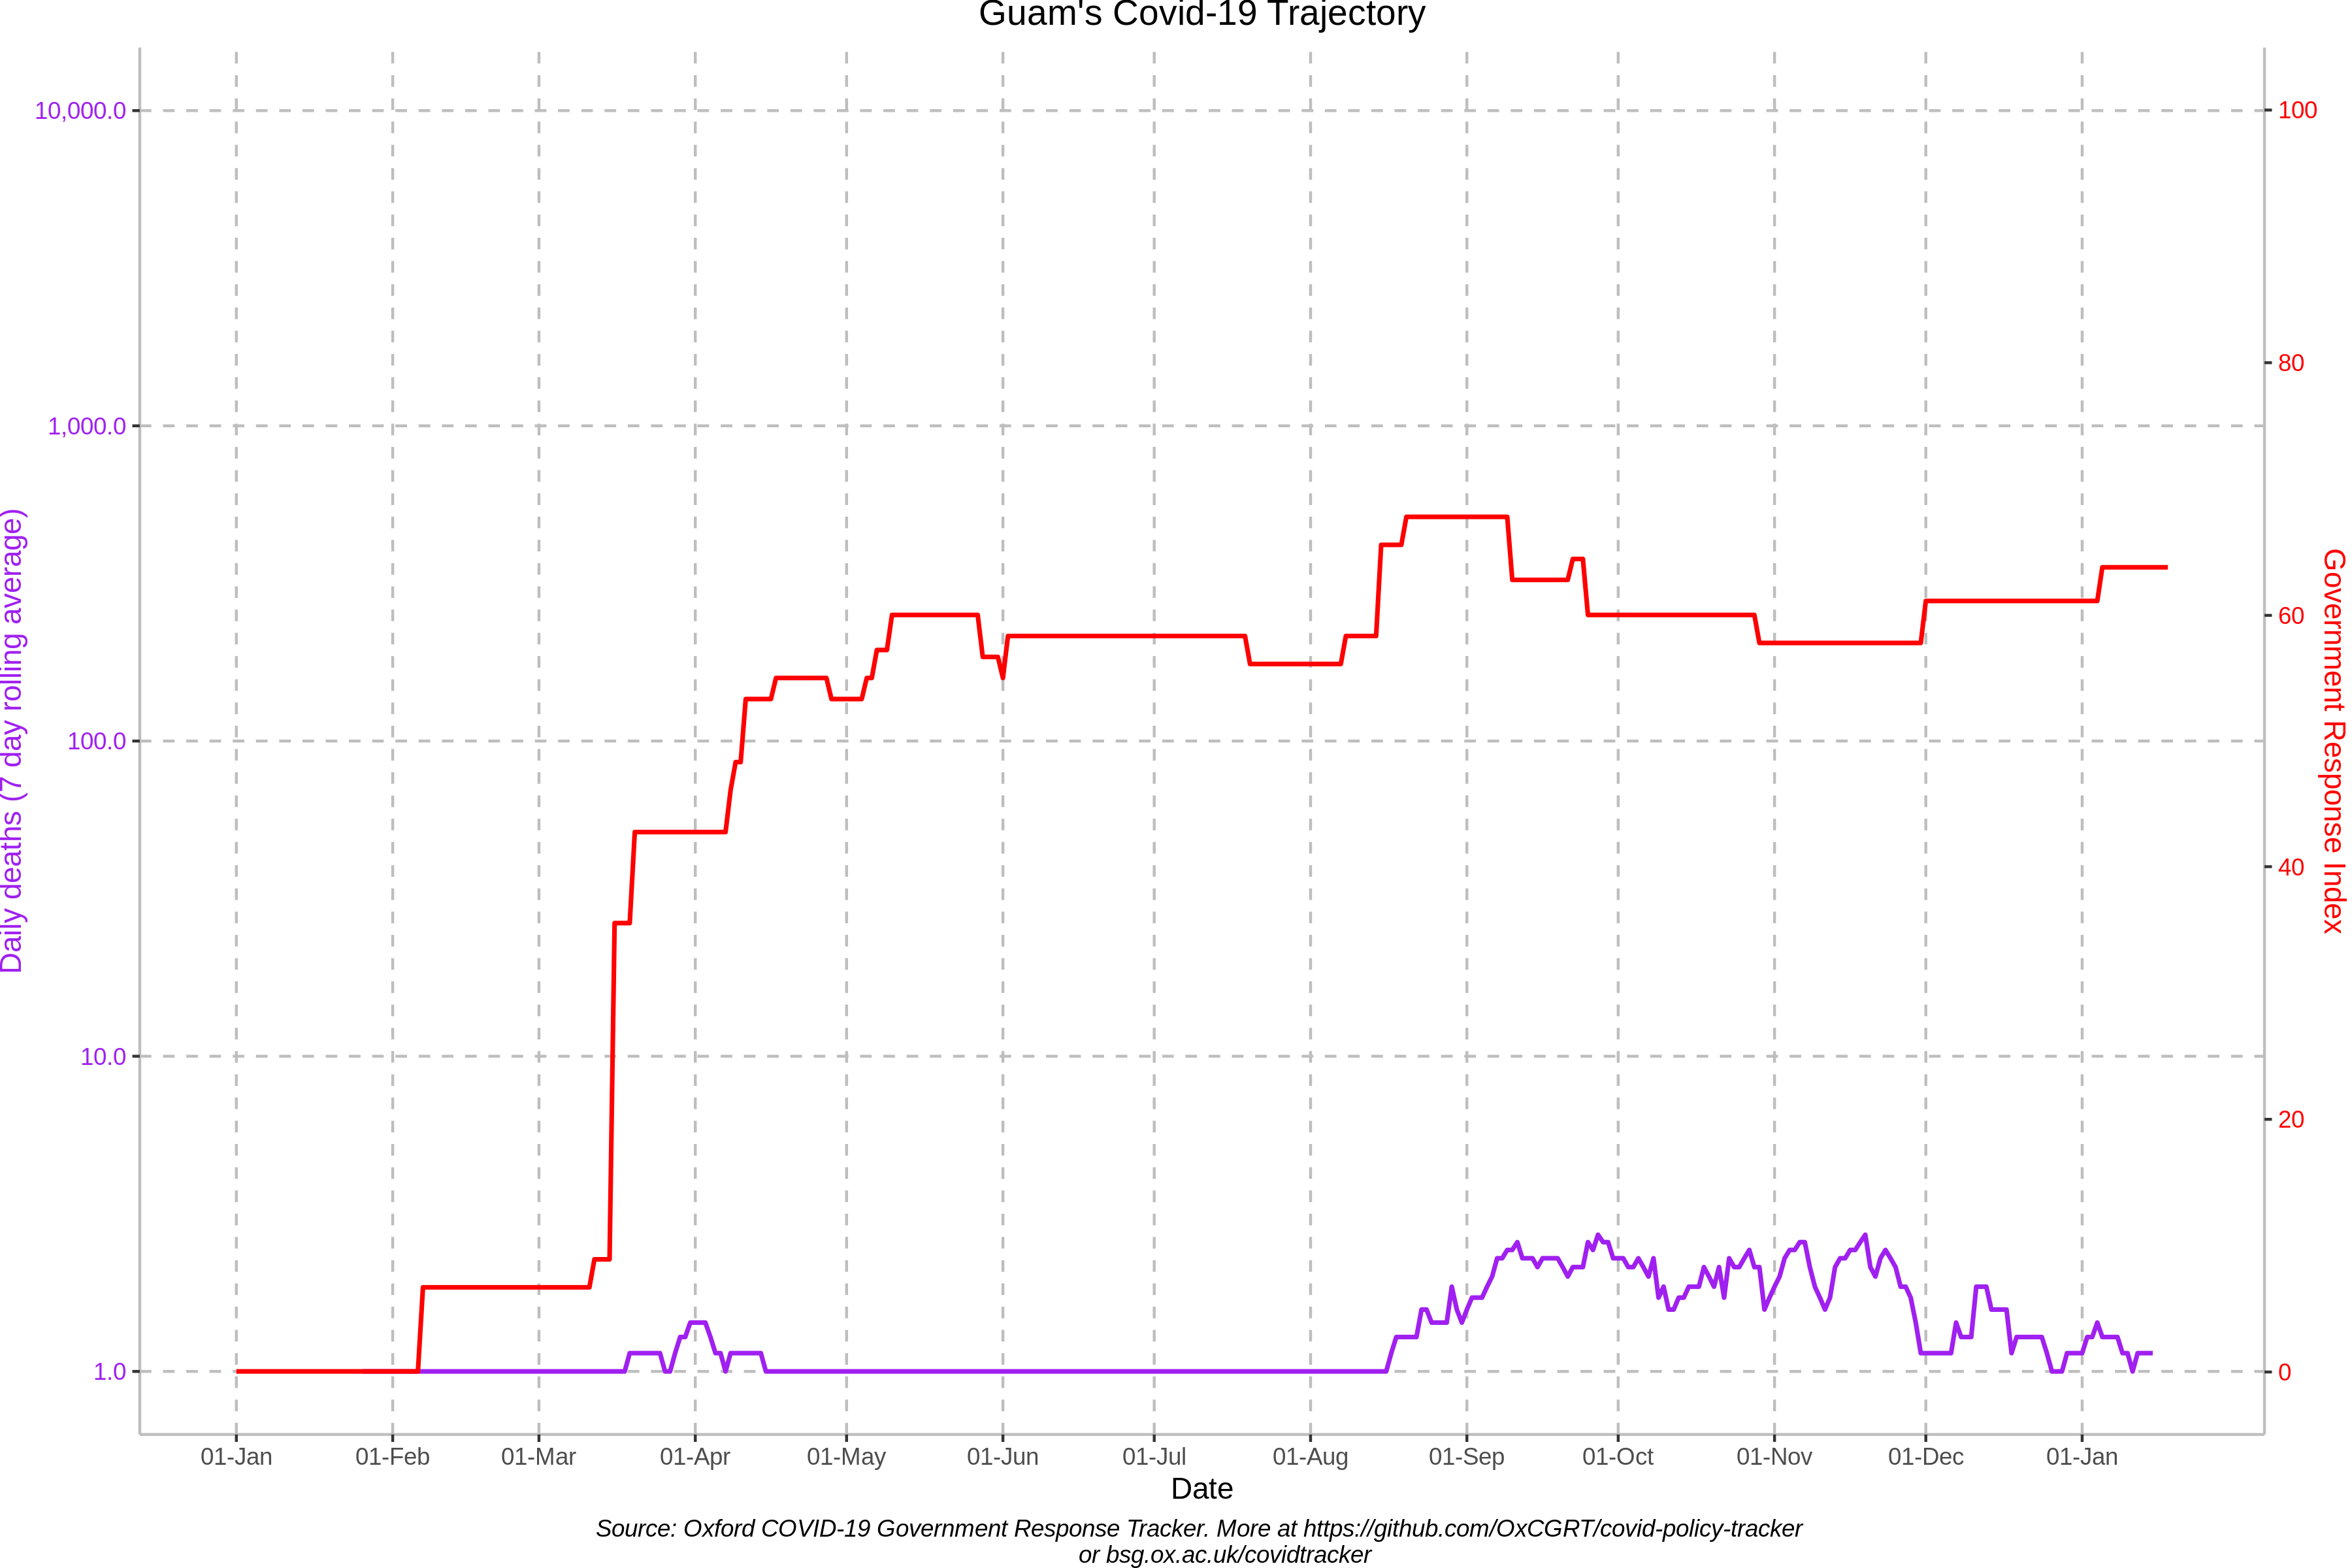 Guam's Covid-19 Trajectory
10,000.0
1,000.0
100.0
10.0
1.0
Daily deaths (7 day rolling average)
100
80
60
40
20
0
Government Response Index
01-Jan 01-Feb 01-Mar 01-Apr 01-May 01-Jun 01-Jul 01-Aug 01-Sep 01-Oct 01-Nov 01-Dec 01-Jan
Date
Source: Oxford COVID-19 Government Response Tracker. More at https://github.com/OxCGRT/covid-policy-tracker
or bsg.ox.ac.uk/covidtracker